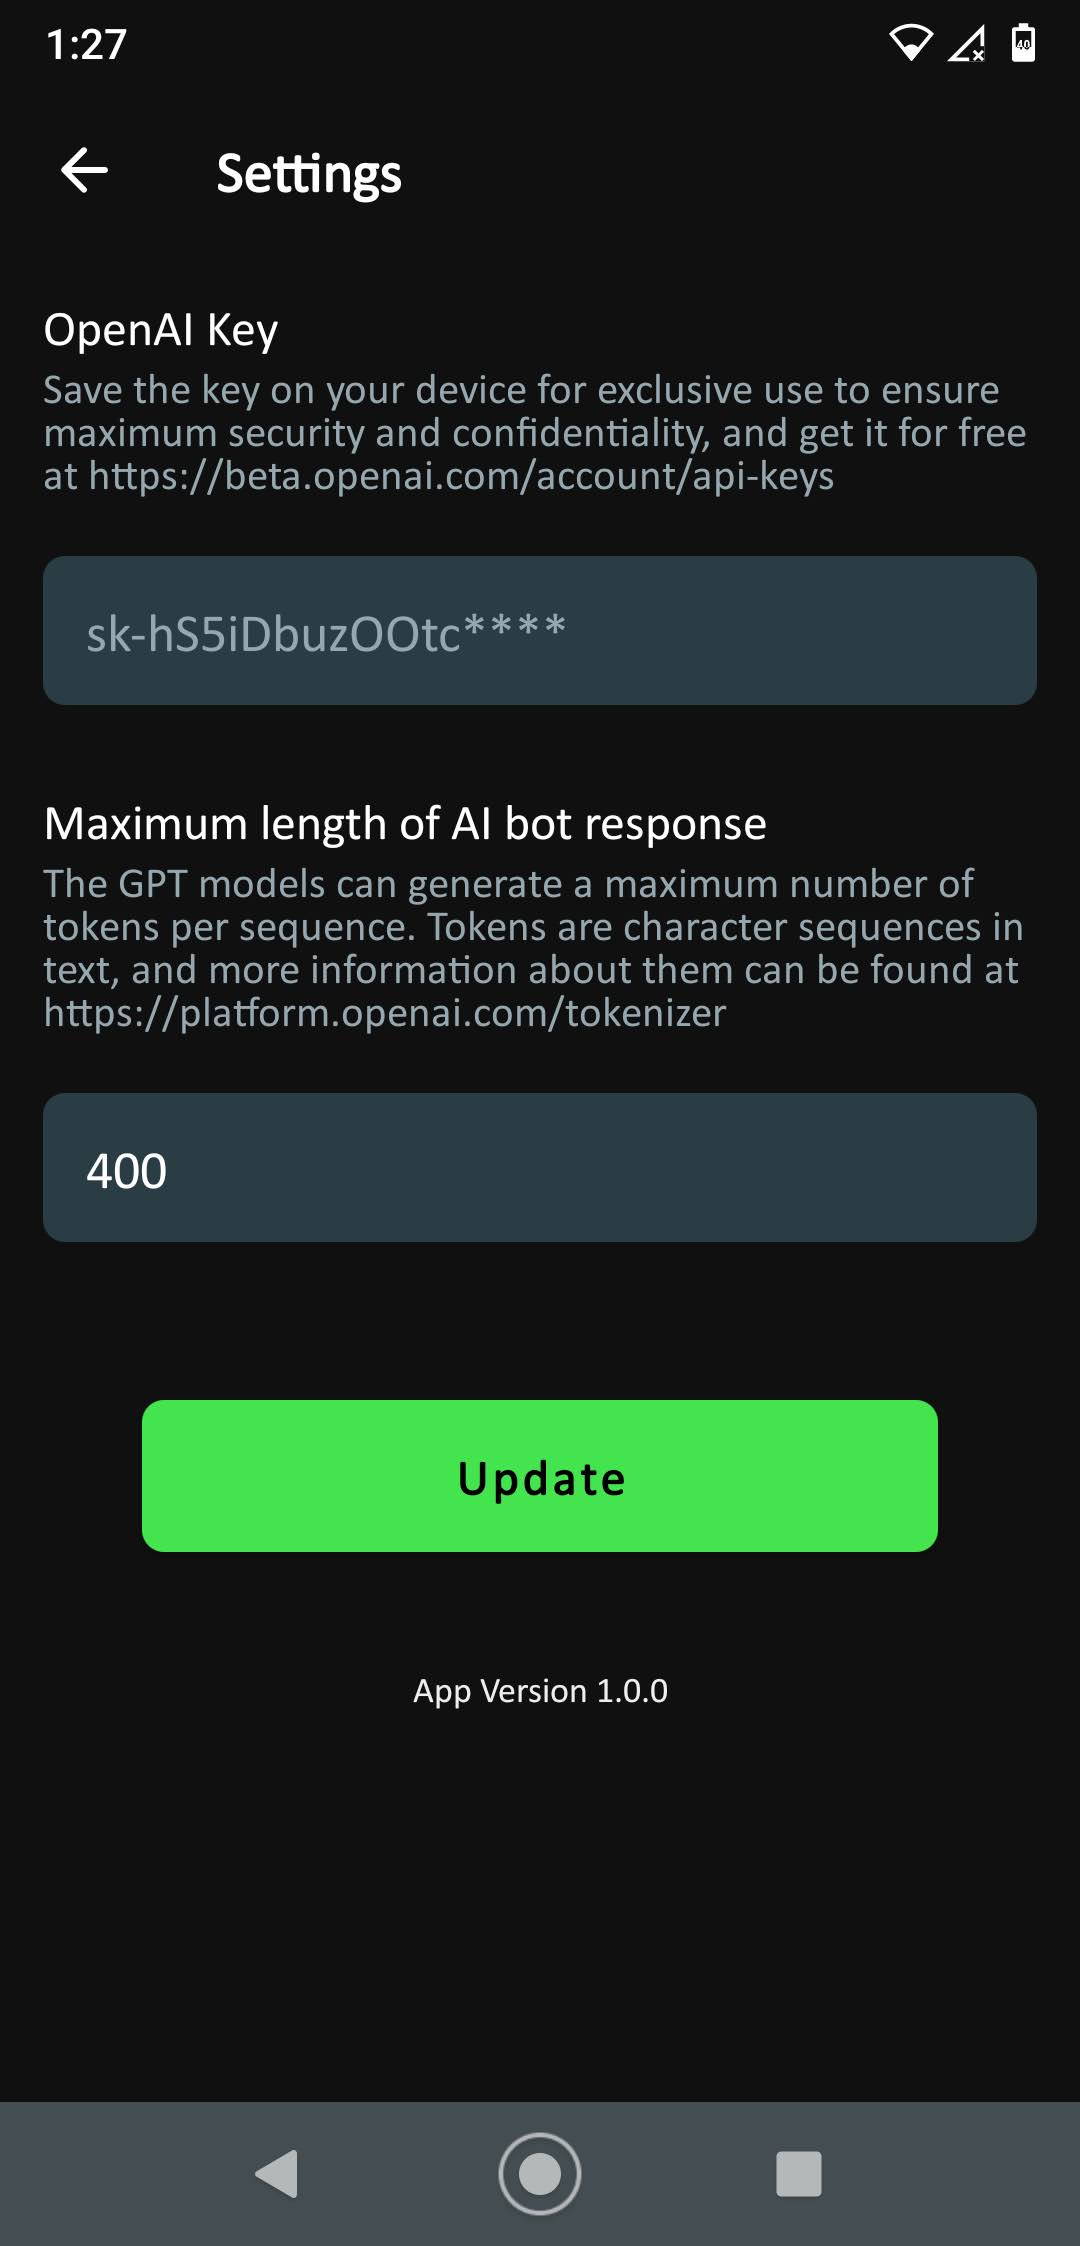 1:27
40
Settings
OpenAI Key
Save the key on your device for exclusive use to ensure
maximum security and confidentiality, and get it for free
at https://beta.openai.com/account/api-keys
sk-hS5iDbuzOOtc****
Maximum length of AI bot response
The GPT models can generate a maximum number of
tokens per sequence. Tokens are character sequences in
text, and more information about them can be found at
https://platform.openai.com/tokenizer
400
Update
App Version 1.0.0